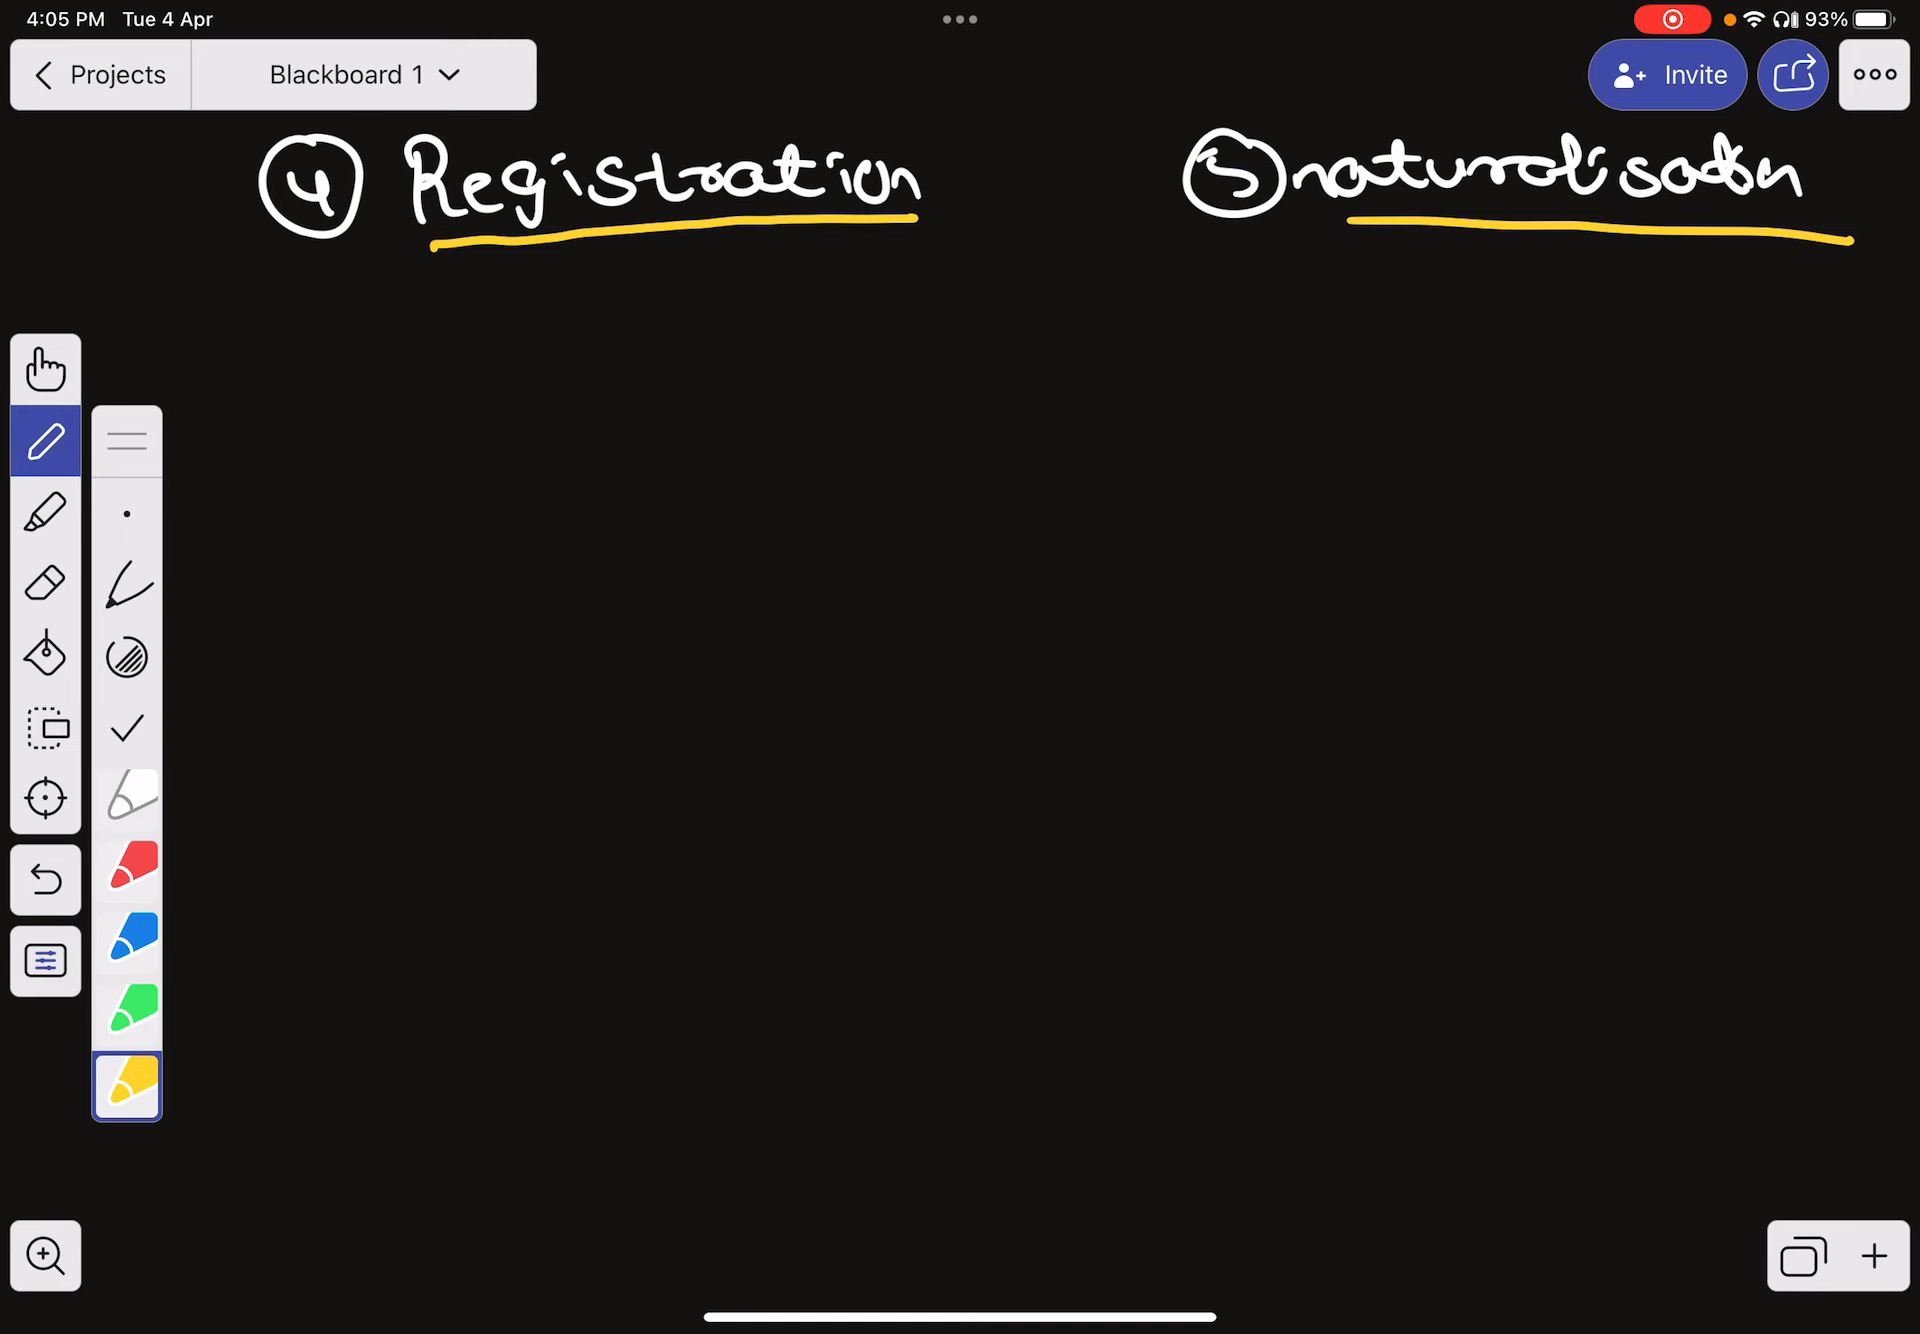 4:05 PM Tue 4 Apr
93%
Projects
Blackboard 1
Invite
4 Registration
5 naturalisation